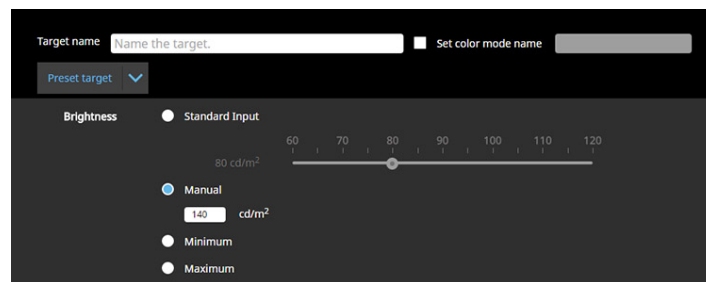 Target name Name the target. Set color mode name
Preset target
Brightness Standard Input
60 70 80 90 100 110 120
80 cd/m²
Manual
140 cd/m²
Minimum
Maximum